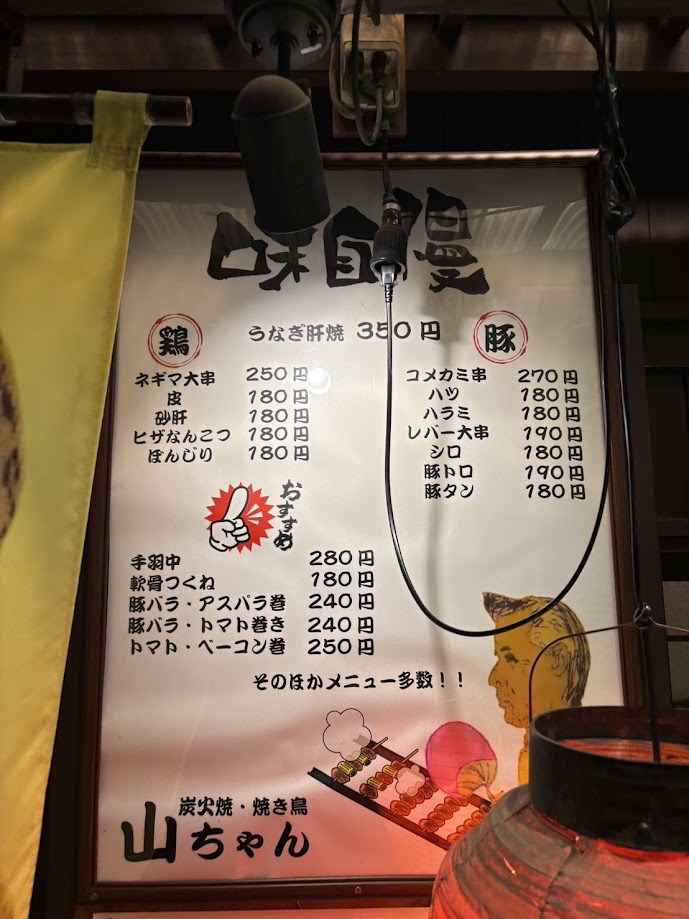 味自慢
うなぎ肝焼 350円
鶏
ネギマ大串 250円
皮 180円
砂肝 180円
ヒザなんこつ 180円
ぼんじり 180円
豚
コメカミ串 270円
ハツ 180円
ハラミ 180円
レバー大串 190円
シロ 180円
豚トロ 190円
豚タン 180円
おすすめ
手羽中 280円
軟骨つくね 180円
豚バラ・アスパラ巻 240円
豚バラ・トマト巻き 240円
トマト・ベーコン巻 250円
そのほかメニュー多数！！
炭火焼・焼き鳥
山ちゃん